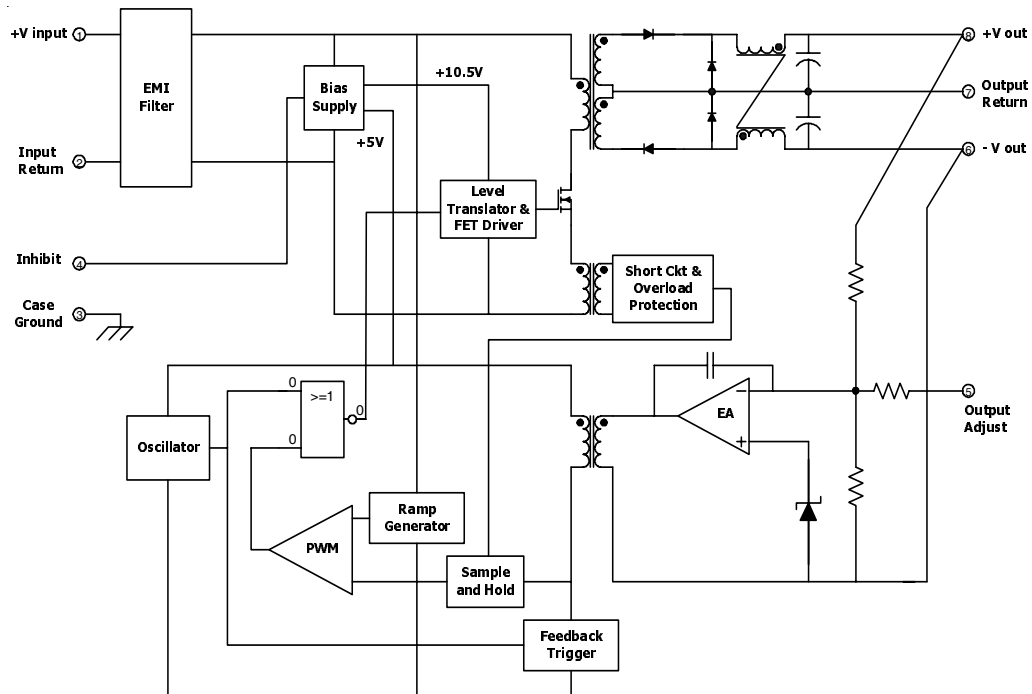 +V input
1
EMI
Filter
Bias
Supply
+10.5V
+5V
8
+V out
7
Output
Return
6
- V out
Input
Return
2
Level
Translator &
FET Driver
Inhibit
4
Case
Ground
3
Short Ckt &
Overload
Protection
0
>=1
0
0
Oscillator
EA
−
+
5
Output
Adjust
Ramp
Generator
PWM
Sample
and Hold
Feedback
Trigger